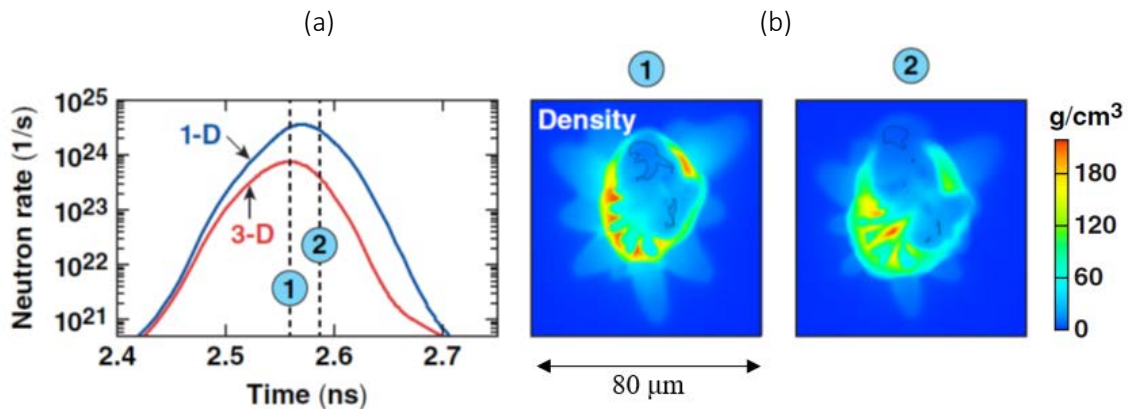 (a)
(b)
1
2
Neutron rate (1/s)
10^25
10^24
10^23
10^22
10^21
1-D
3-D
2
1
2.4
2.5
2.6
2.7
Time (ns)
Density
g/cm³
180
120
60
0
80 μm